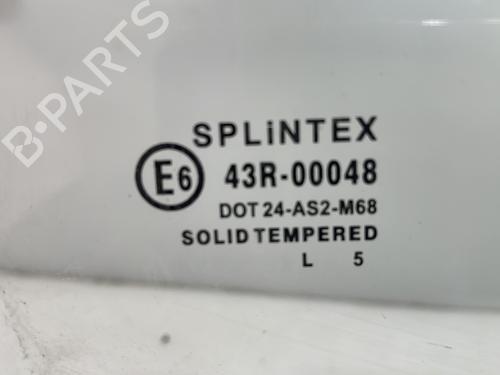 B-PARTS
SPLiNTEX
E6 43R-00048
DOT 24-AS2-M68
SOLID TEMPERED
L 5